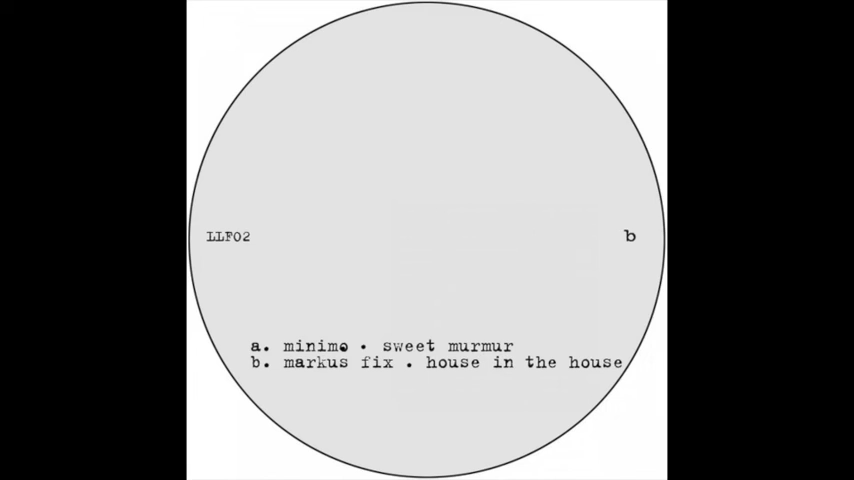 LLF02
b
a. minimo · sweet murmur
b. markus fix . house in the house